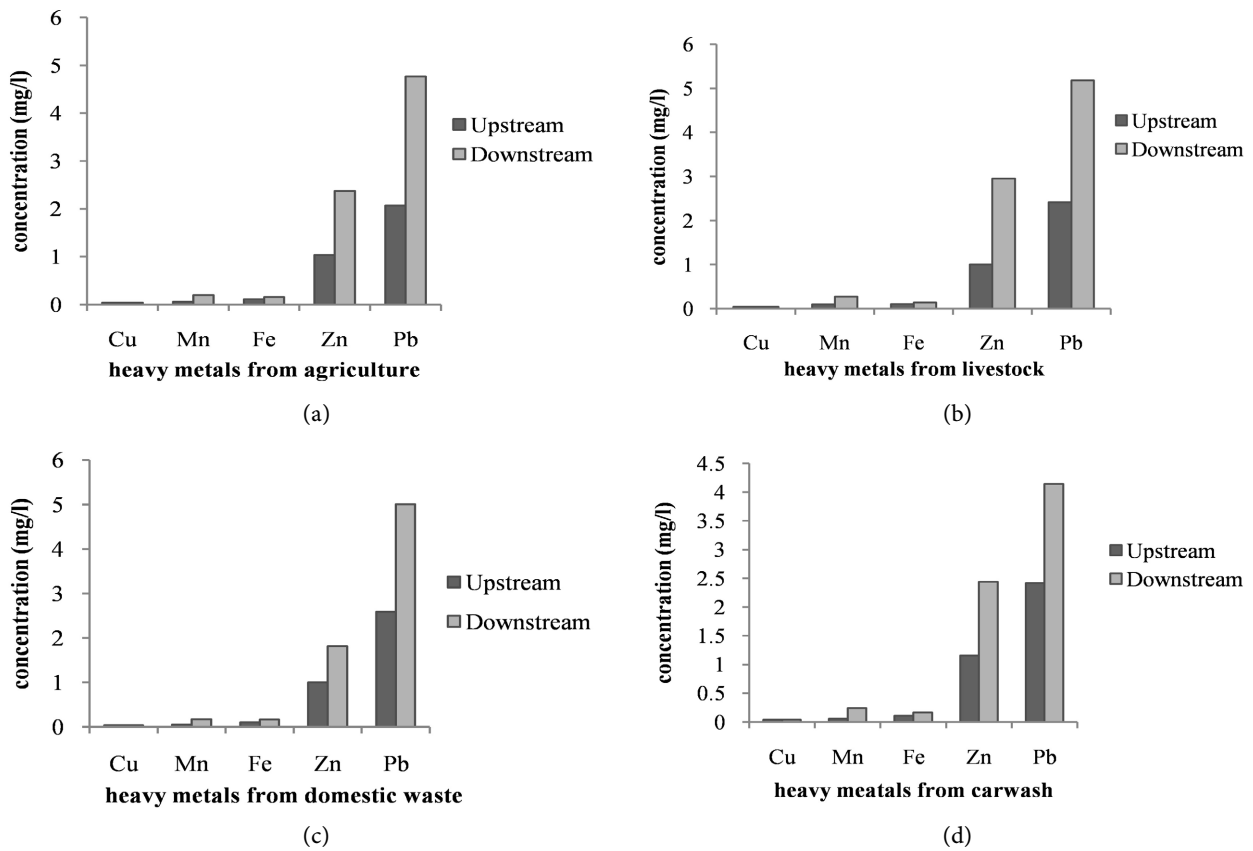 concentration (mg/l)
6
5
4
3
2
1
0
Cu Mn Fe Zn Pb
heavy metals from agriculture
Upstream
Downstream
(a)
concentration (mg/l)
6
5
4
3
2
1
0
Cu Mn Fe Zn Pb
heavy metals from livestock
Upstream
Downstream
(b)
concentration (mg/l)
6
5
4
3
2
1
0
Cu Mn Fe Zn Pb
heavy metals from domestic waste
Upstream
Downstream
(c)
concentration (mg/l)
4.5
4
3.5
3
2.5
2
1.5
1
0.5
0
Cu Mn Fe Zn Pb
heavy meatals from carwash
Upstream
Downstream
(d)